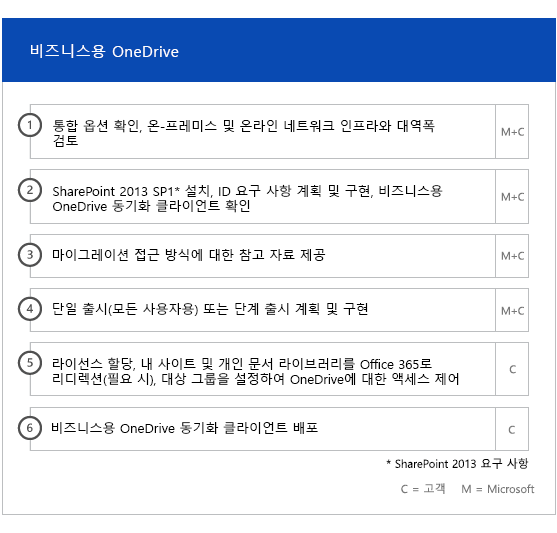 비즈니스용 OneDrive
1
통합 옵션 확인, 온-프레미스 및 온라인 네트워크 인프라와 대역폭
검토
M+C
2
SharePoint 2013 SP1* 설치, ID 요구 사항 계획 및 구현, 비즈니스용
OneDrive 동기화 클라이언트 확인
M+C
3
마이그레이션 접근 방식에 대한 참고 자료 제공
M+C
4
단일 출시(모든 사용자용) 또는 단계 출시 계획 및 구현
M+C
5
라이선스 할당, 내 사이트 및 개인 문서 라이브러리를 Office 365로
리디렉션(필요 시), 대상 그룹을 설정하여 OneDrive에 대한 액세스 제어
C
6
비즈니스용 OneDrive 동기화 클라이언트 배포
C
* SharePoint 2013 요구 사항
C = 고객 M = Microsoft